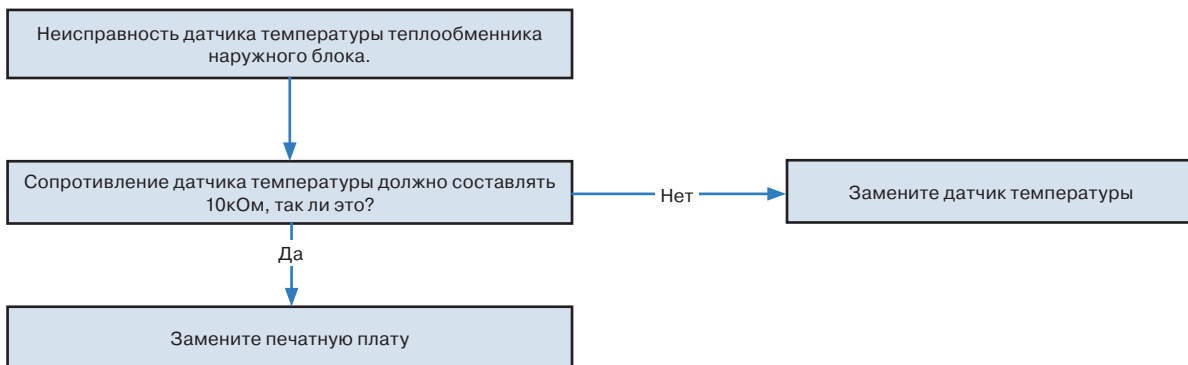 Неисправность датчика температуры теплообменника
наружного блока.
Сопротивление датчика температуры должно составлять
10кОм, так ли это?
Нет
Замените датчик температуры
Да
Замените печатную плату